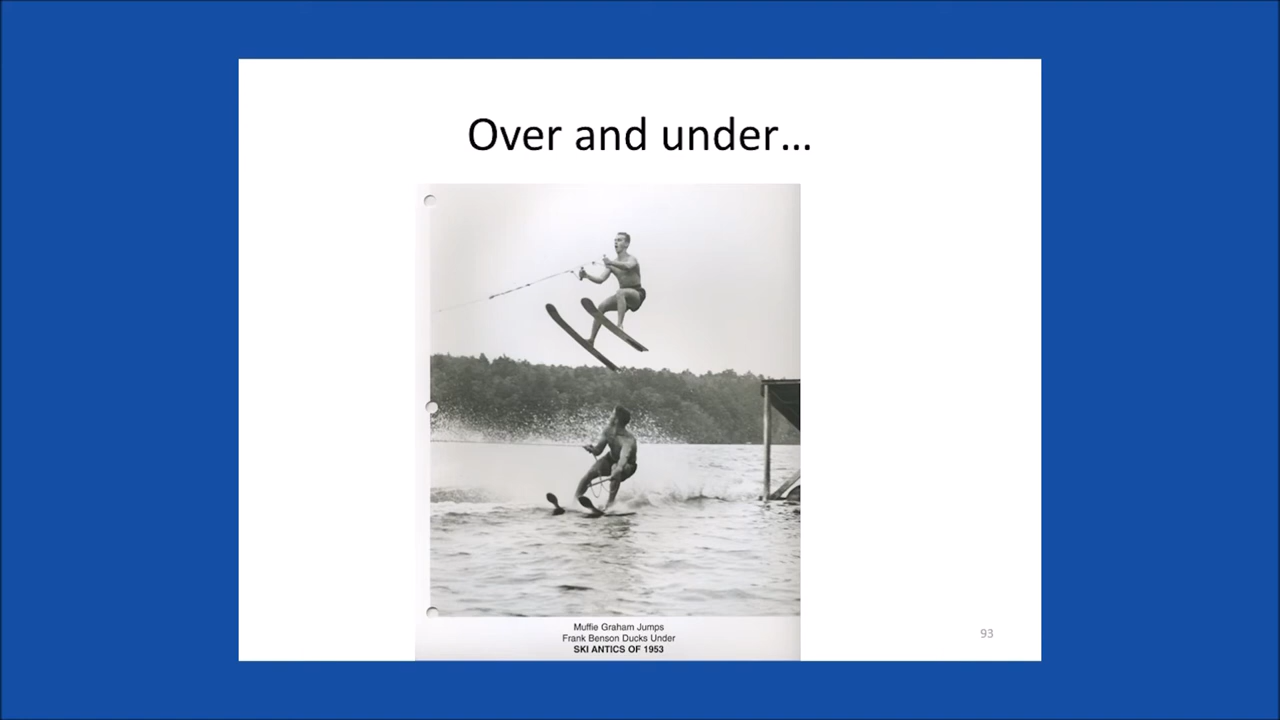 Over and under...
Muffie Graham Jumps
Frank Benson Ducks Under
SKI ANTICS OF 1953
93